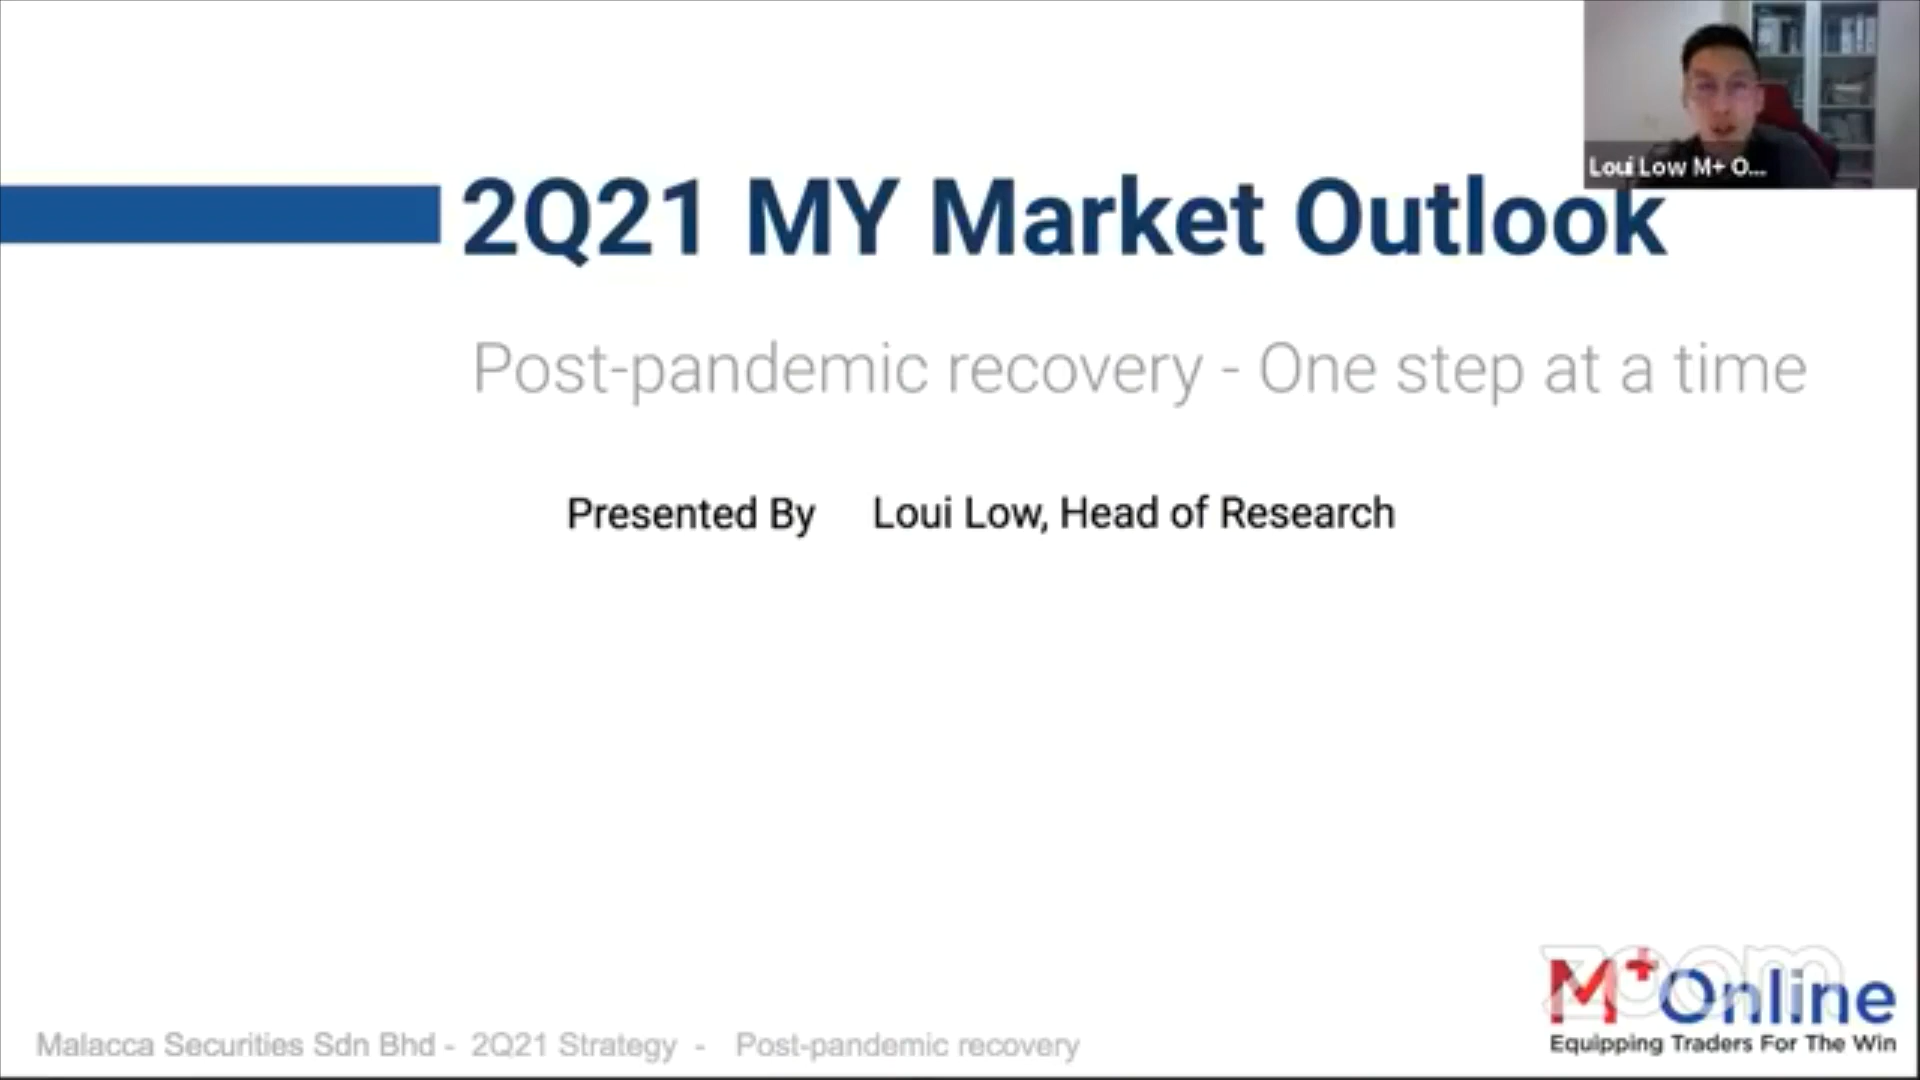 Loui Low M+ O...
2Q21 MY Market Outlook
Post-pandemic recovery - One step at a time
Presented By Loui Low, Head of Research
zoom
M+Online
Equipping Traders For The Win
Malacca Securities Sdn Bhd - 2Q21 Strategy - Post-pandemic recovery